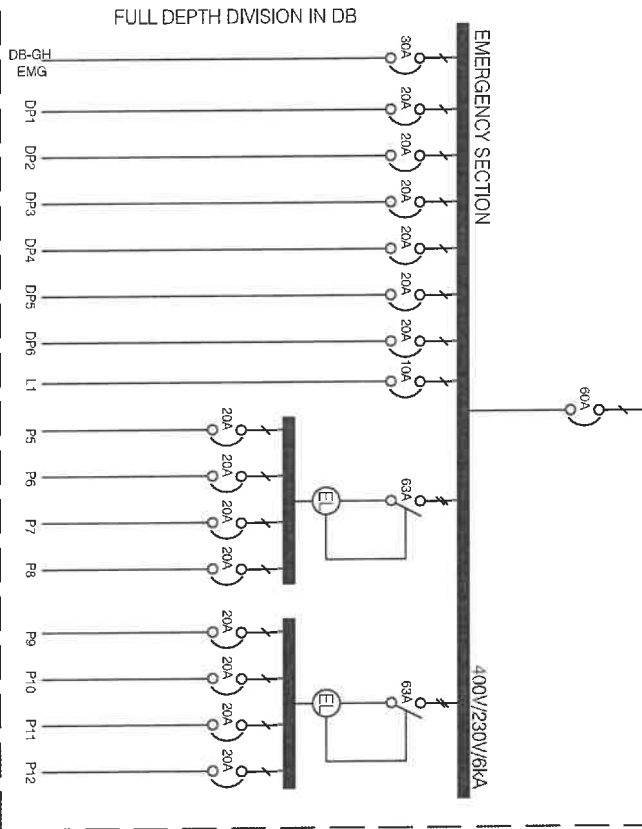 FULL DEPTH DIVISION IN DB
EMERGENCY SECTION
400V/230V/6kA
60A
DB-GH
EMG
30A
DP1
20A
DP2
20A
DP3
20A
DP4
20A
DP5
20A
DP6
20A
L1
10A
P5
20A
P6
20A
P7
20A
P8
20A
EL
63A
P9
20A
P10
20A
P11
20A
P12
20A
EL
63A